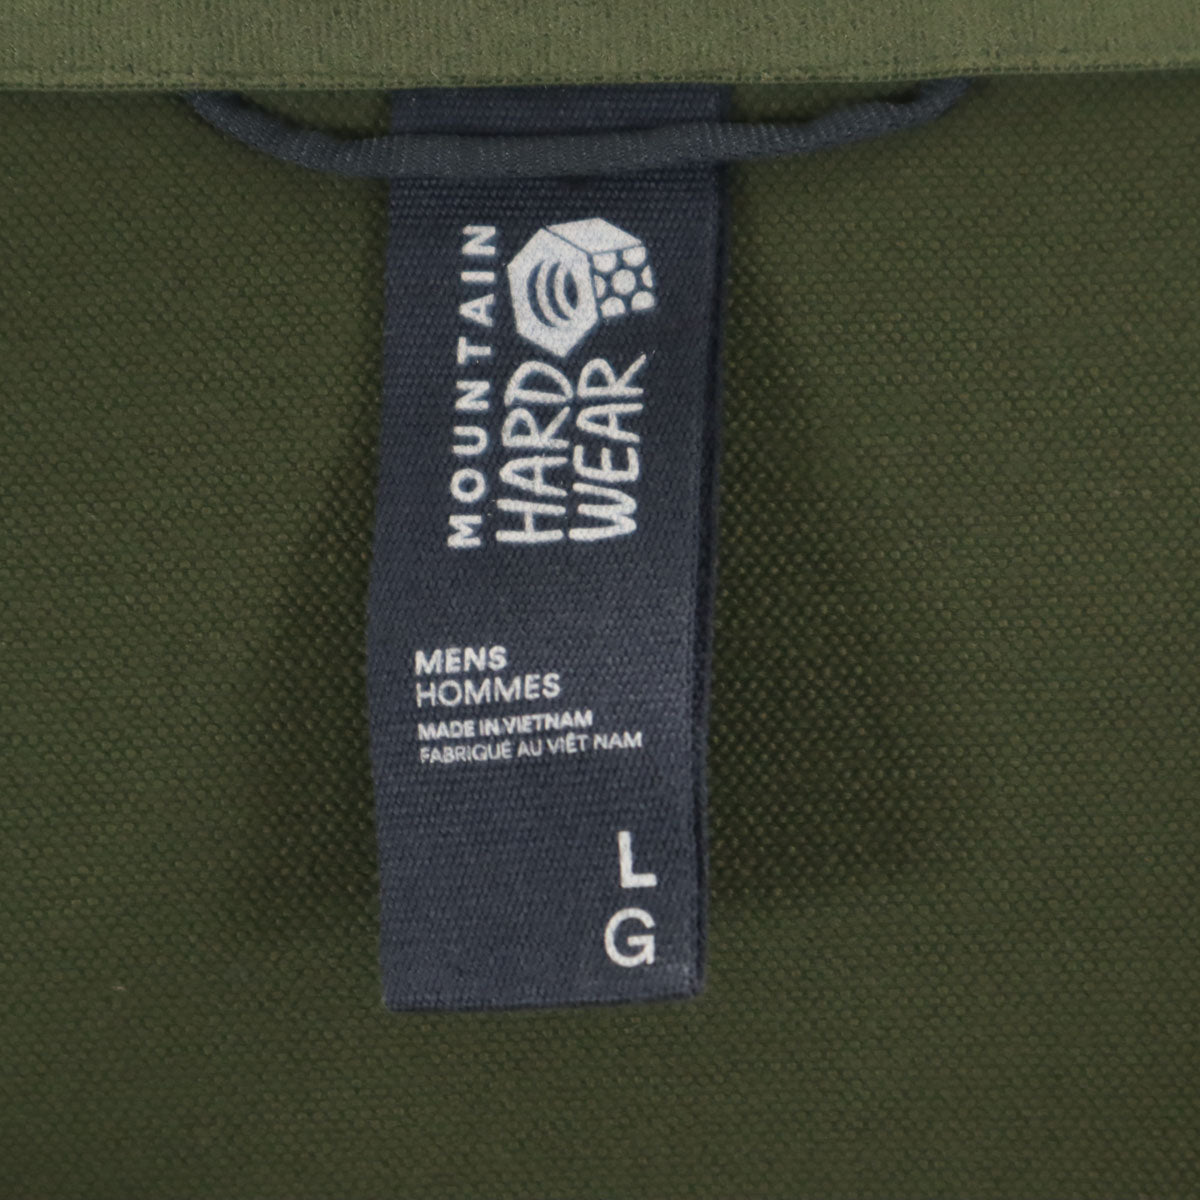 MOUNTAIN
HARD
WEAR
MENS
HOMMES
MADE IN VIETNAM
FABRIQUÉ AU VIÊT NAM
L
G